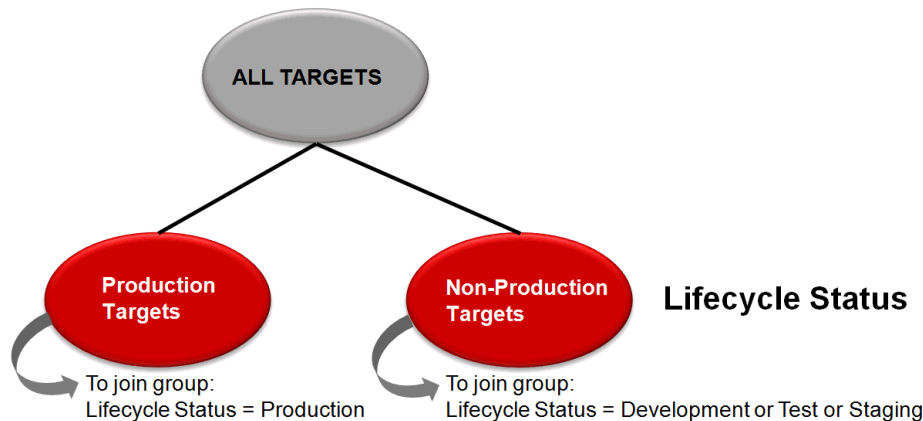 ALL TARGETS
Production
Targets
Non-Production
Targets
Lifecycle Status
To join group:
Lifecycle Status = Production
To join group:
Lifecycle Status = Development or Test or Staging